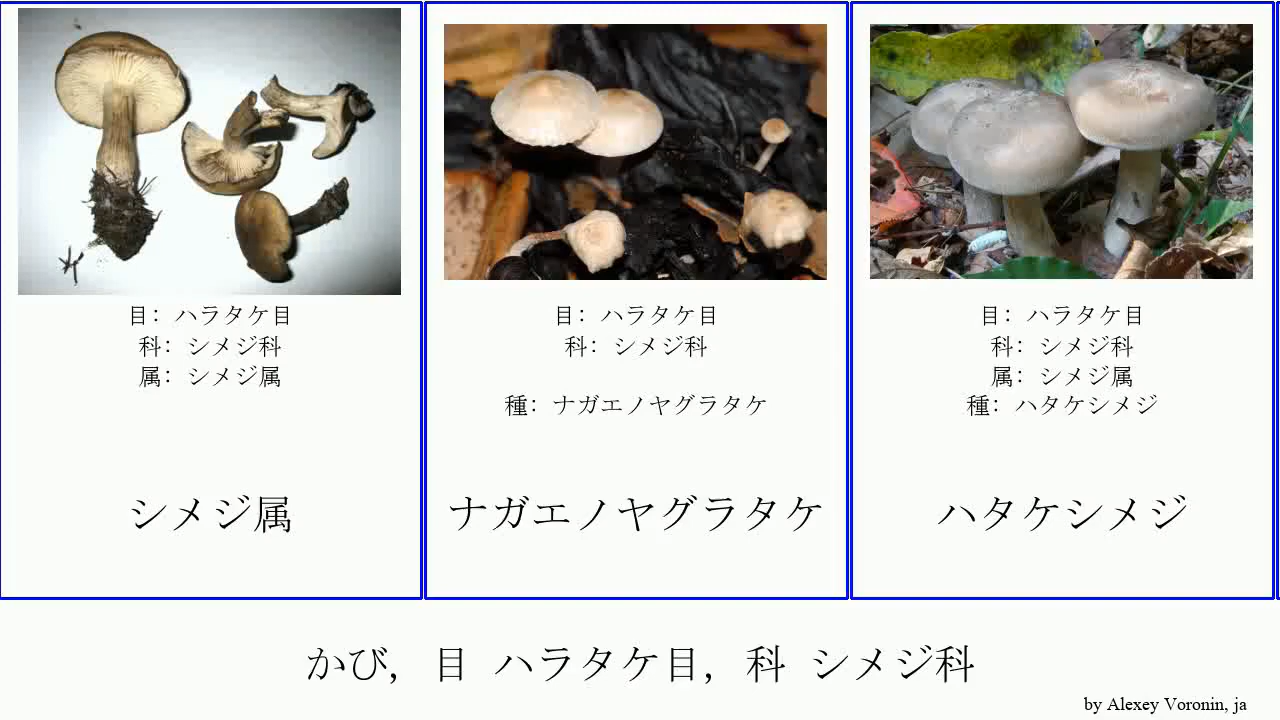 目: ハラタケ目
科: シメジ科
属: シメジ属
シメジ属
目: ハラタケ目
科: シメジ科
種: ナガエノヤグラタケ
ナガエノヤグラタケ
目: ハラタケ目
科: シメジ科
属: シメジ属
種: ハタケシメジ
ハタケシメジ
かび, 目 ハラタケ目, 科 シメジ科
by Alexey Voronin, ja